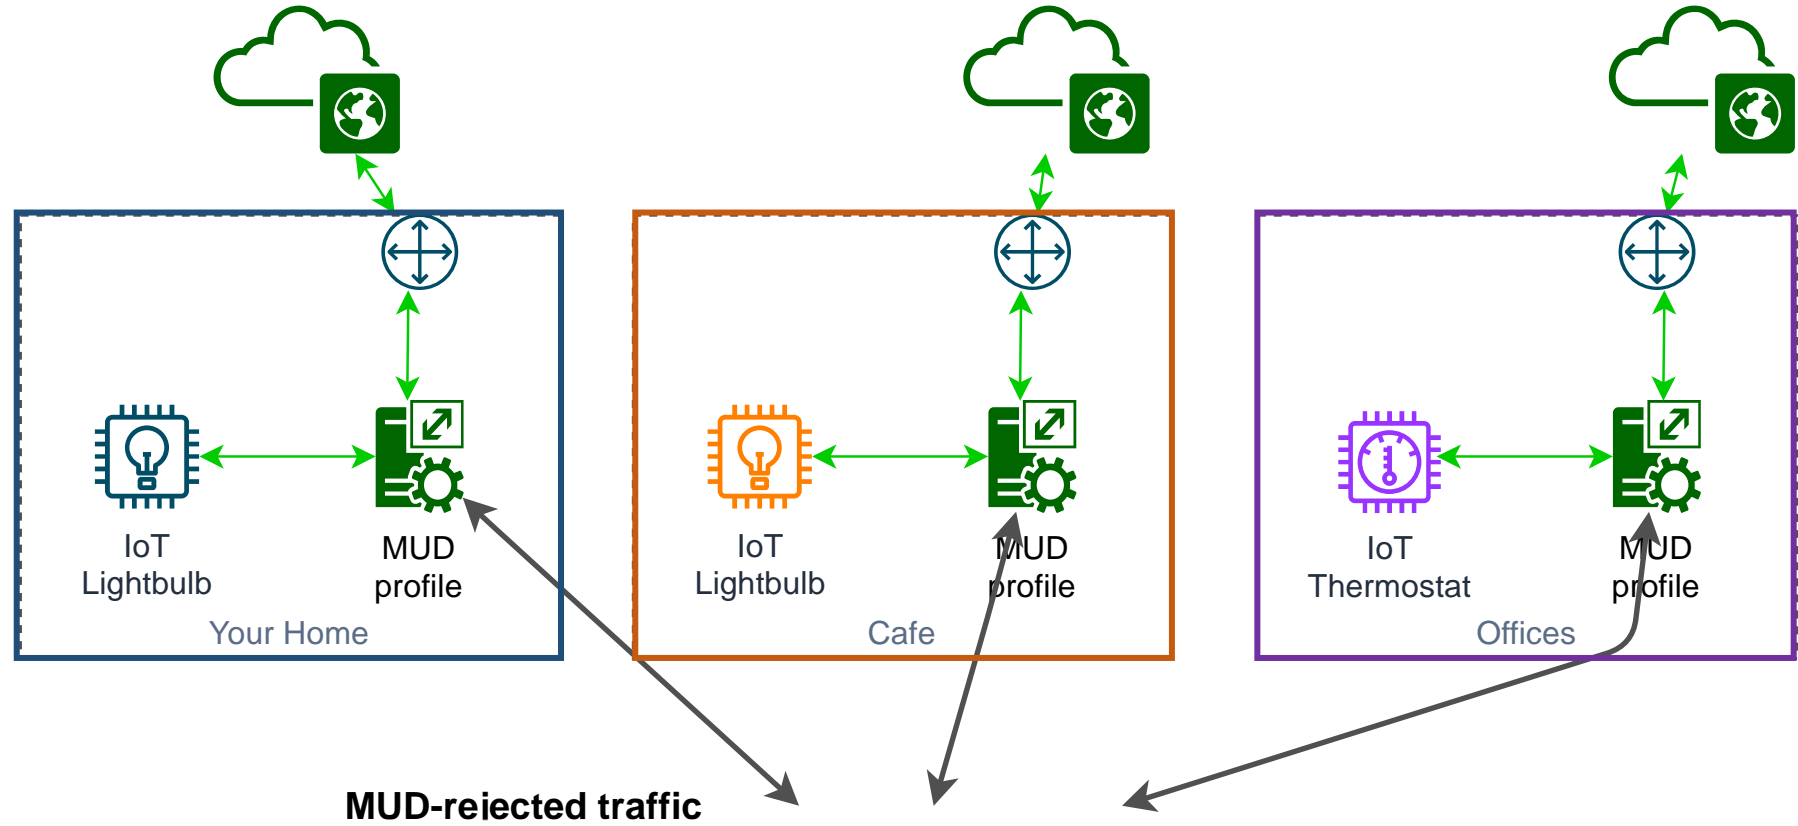 IoT
Lightbulb
MUD
profile
Your Home
IoT
Lightbulb
MUD
profile
Cafe
IoT
Thermostat
MUD
profile
Offices
MUD-rejected traffic